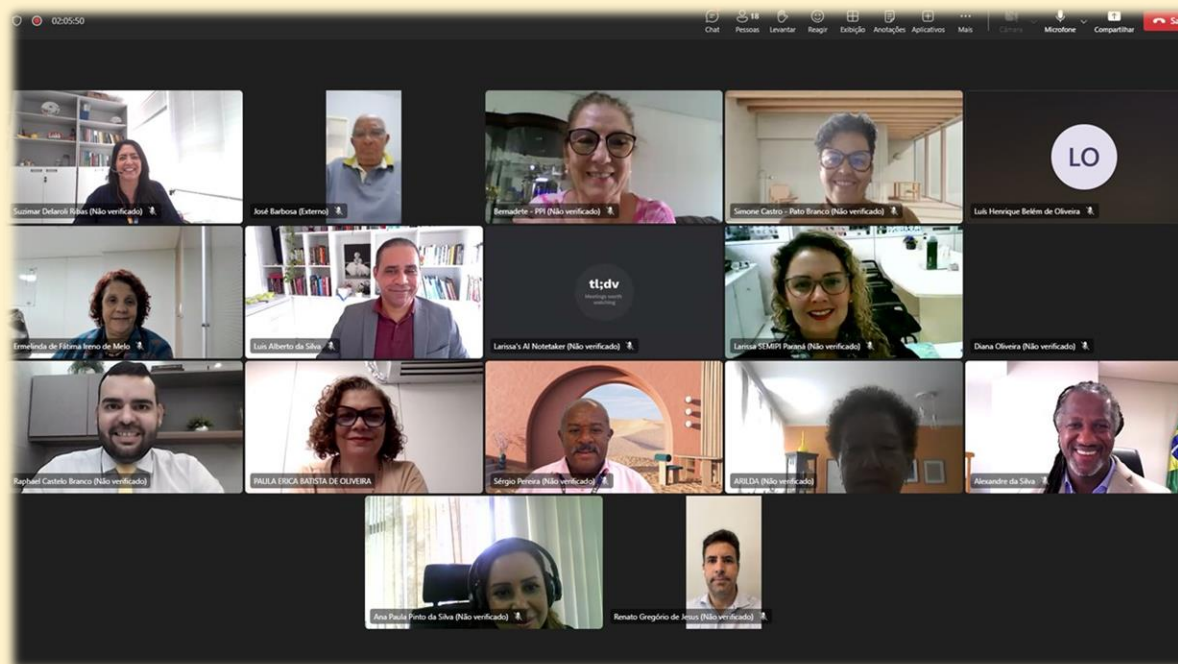 02:05:50
18
Chat Pessoas Levantar Reagir Exibição Anotações Aplicativos Mais Câmera Microfone Compartilhar
Suzimar Delaroli Ribas (Não verificado)
José Barbosa (Externo)
Bernadete - PPI (Não verificado)
Simone Castro - Pato Branco (Não verificado)
LO
Luís Henrique Belém de Oliveira
Ermelinda de Fátima Ireno de Melo
Luis Alberto da Silva
tl;dv
Meetings worth
watching
Larissa's AI Notetaker (Não verificado)
Larissa SEMIPI Paraná (Não verificado)
Diana Oliveira (Não verificado)
Raphael Castelo Branco (Não verificado)
PAULA ERICA BATISTA DE OLIVEIRA
Sérgio Pereira (Não verificado)
ARILDA (Não verificado)
Alexandre da Silva
Ana Paula Pinto da Silva (Não verificado)
Renato Gregório de Jesus (Não verificado)